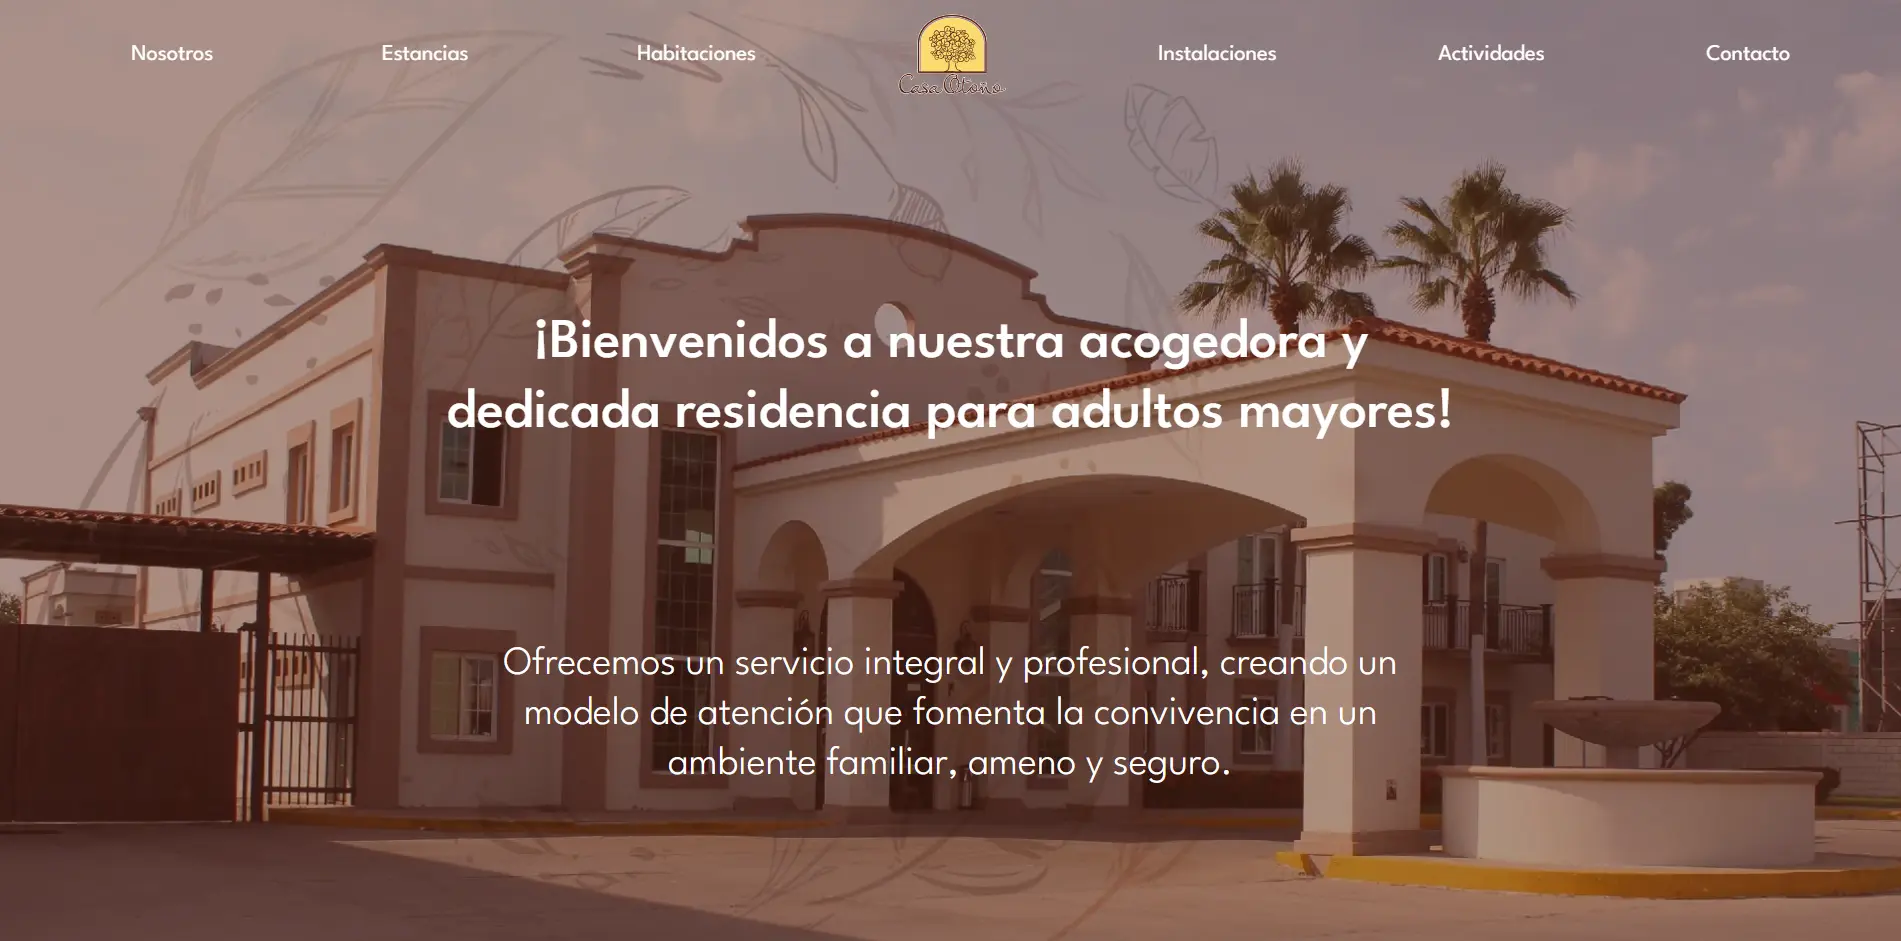 Nosotros
Estancias
Habitaciones
Casa Otoño
Instalaciones
Actividades
Contacto
¡Bienvenidos a nuestra acogedora y
dedicada residencia para adultos mayores!
Ofrecemos un servicio integral y profesional, creando un
modelo de atención que fomenta la convivencia en un
ambiente familiar, ameno y seguro.